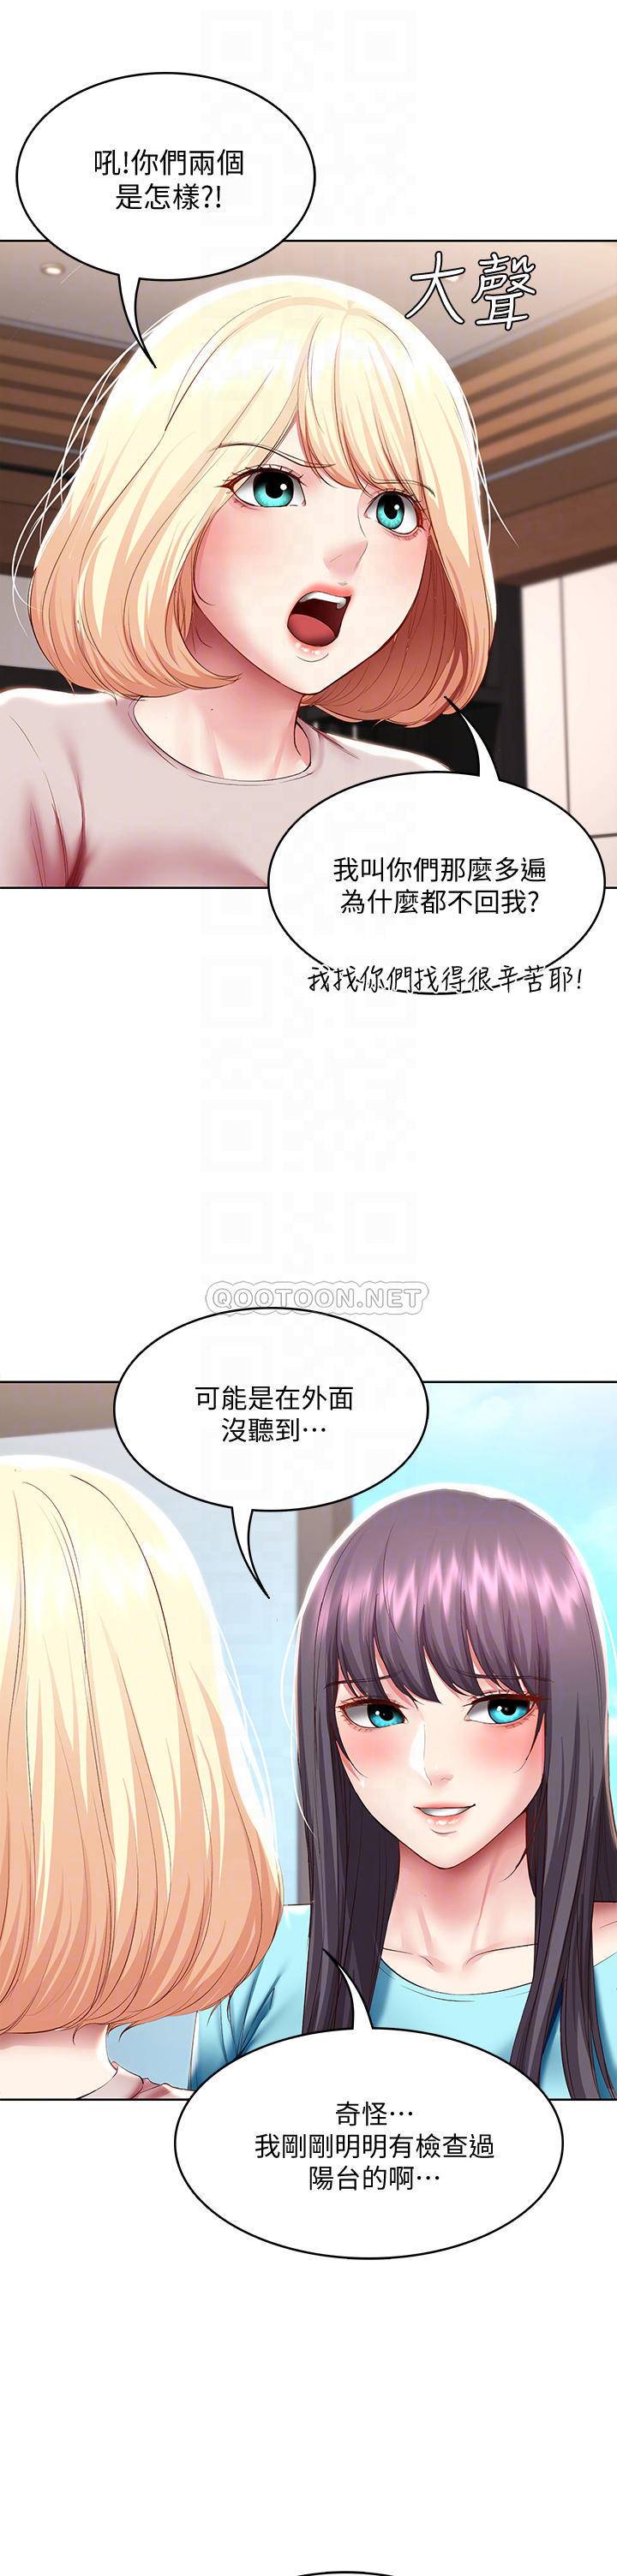 吼!你們兩個
是怎樣?!
大聲
我叫你們那麼多遍
為什麼都不回我?
我找你們找得很辛苦耶!
QOOTOON.NET
可能是在外面
沒聽到…
奇怪…
我剛剛明明有檢查過
陽台的啊…